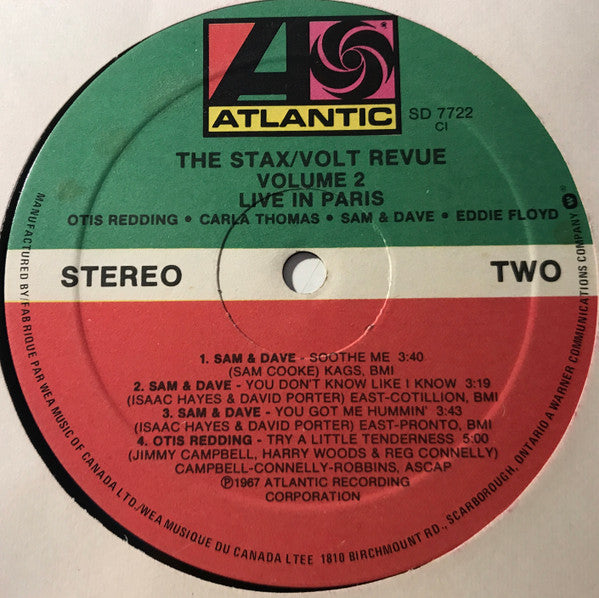 ATLANTIC
SD 7722
CI
THE STAX/VOLT REVUE
VOLUME 2
LIVE IN PARIS
OTIS REDDING • CARLA THOMAS • SAM & DAVE • EDDIE FLOYD
STEREO
TWO
1. SAM & DAVE - SOOTHE ME 3:40
(SAM COOKE) KAGS, BMI
2. SAM & DAVE - YOU DON'T KNOW LIKE I KNOW 3:19
(ISAAC HAYES & DAVID PORTER) EAST-COTILLION, BMI
3. SAM & DAVE - YOU GOT ME HUMMIN' 3:43
(ISAAC HAYES & DAVID PORTER) EAST-PRONTO, BMI
4. OTIS REDDING - TRY A LITTLE TENDERNESS 5:00
(JIMMY CAMPBELL, HARRY WOODS & REG CONNELLY)
CAMPBELL-CONNELLY-ROBBINS, ASCAP
℗1967 ATLANTIC RECORDING
CORPORATION
MANUFACTURED BY/FABRIQUE PAR WEA MUSIC OF CANADA LTD./WEA MUSIQUE DU CANADA LTEE 1810 BIRCHMOUNT RD., SCARBOROUGH, ONTARIO A WARNER COMMUNICATIONS COMPANY